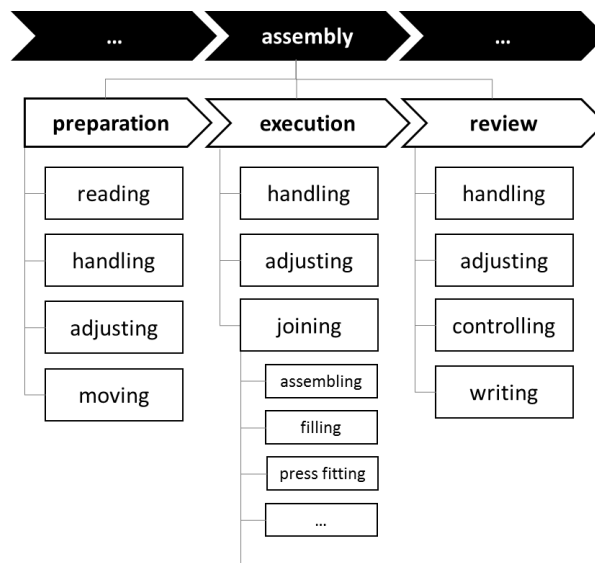 ...
assembly
...
preparation
execution
review
reading
handling
adjusting
moving
handling
adjusting
joining
assembling
filling
press fitting
...
handling
adjusting
controlling
writing